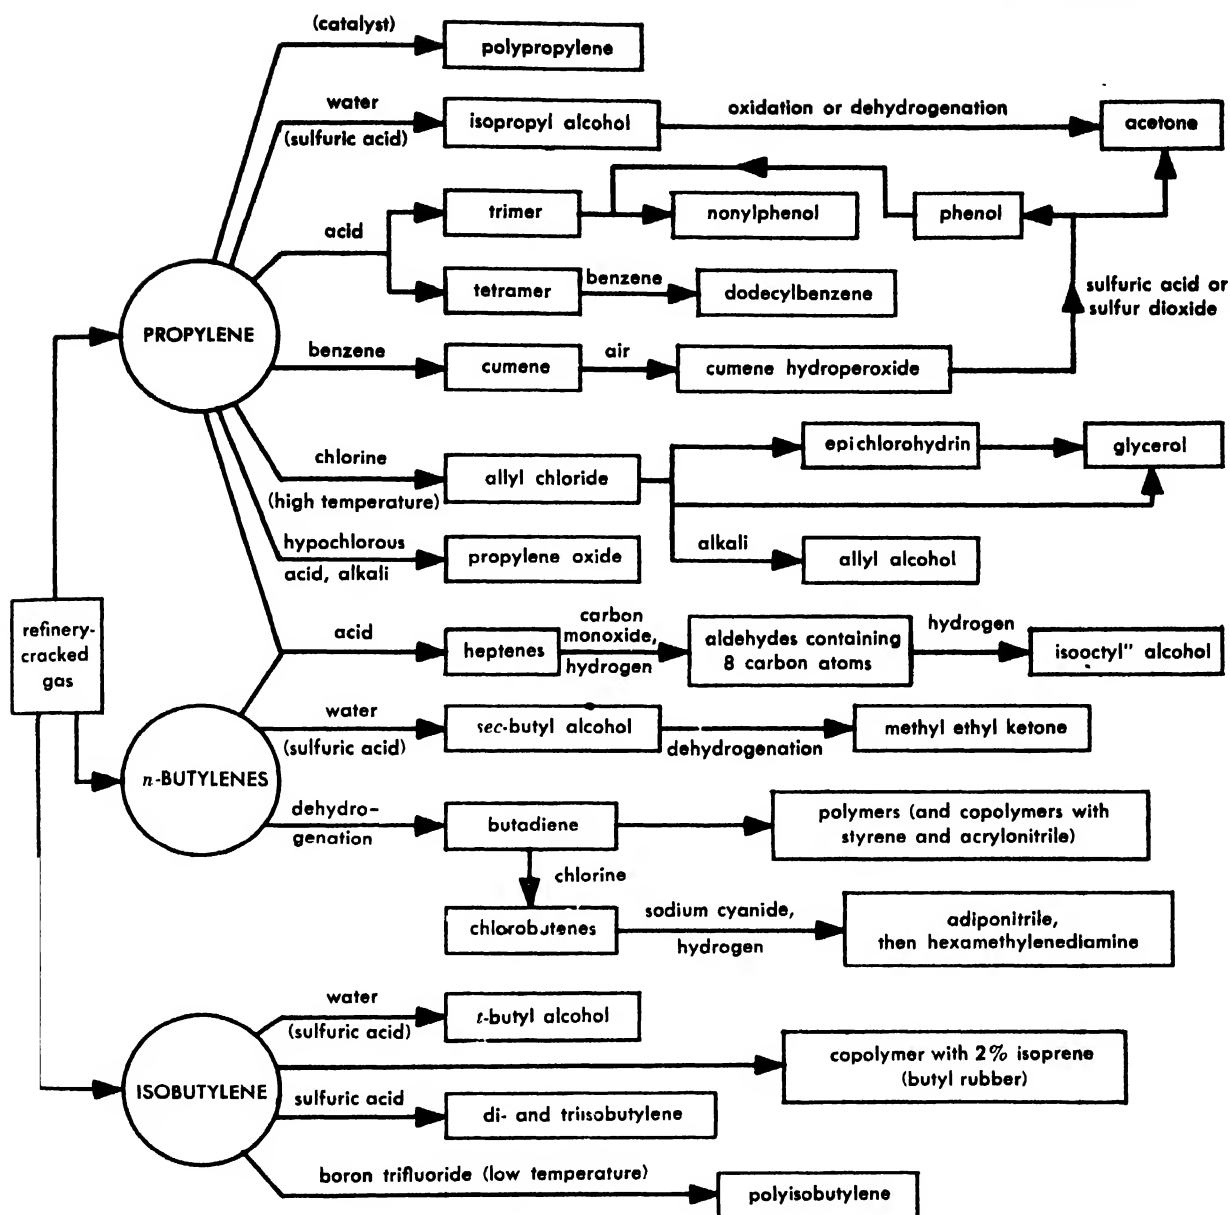 (catalyst)
polypropylene
water
(sulfuric acid)
isopropyl alcohol
oxidation or dehydrogenation
acetone
acid
trimer
nonylphenol
phenol
tetramer
benzene
dodecylbenzene
sulfuric acid or
sulfur dioxide
PROPYLENE
benzene
cumene
air
cumene hydroperoxide
chlorine
(high temperature)
allyl chloride
epichlorohydrin
glycerol
alkali
allyl alcohol
hypochlorous
acid, alkali
propylene oxide
refinery-
cracked
gas
acid
heptenes
carbon
monoxide,
hydrogen
aldehydes containing
8 carbon atoms
hydrogen
isooctyl" alcohol
n-BUTYLENES
water
(sulfuric acid)
sec-butyl alcohol
dehydrogenation
methyl ethyl ketone
dehydro-
genation
butadiene
polymers (and copolymers with
styrene and acrylonitrile)
chlorine
chlorobutenes
sodium cyanide,
hydrogen
adiponitrile,
then hexamethylenediamine
ISOBUTYLENE
water
(sulfuric acid)
t-butyl alcohol
copolymer with 2% isoprene
(butyl rubber)
sulfuric acid
di- and triisobutylene
boron trifluoride (low temperature)
polyisobutylene